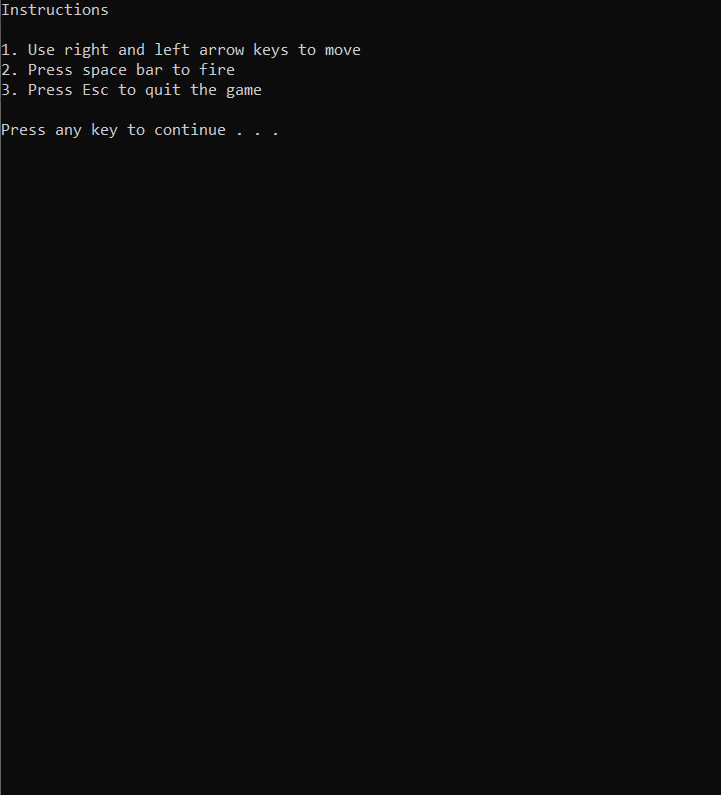 Instructions
1. Use right and left arrow keys to move
2. Press space bar to fire
3. Press Esc to quit the game
Press any key to continue . . .